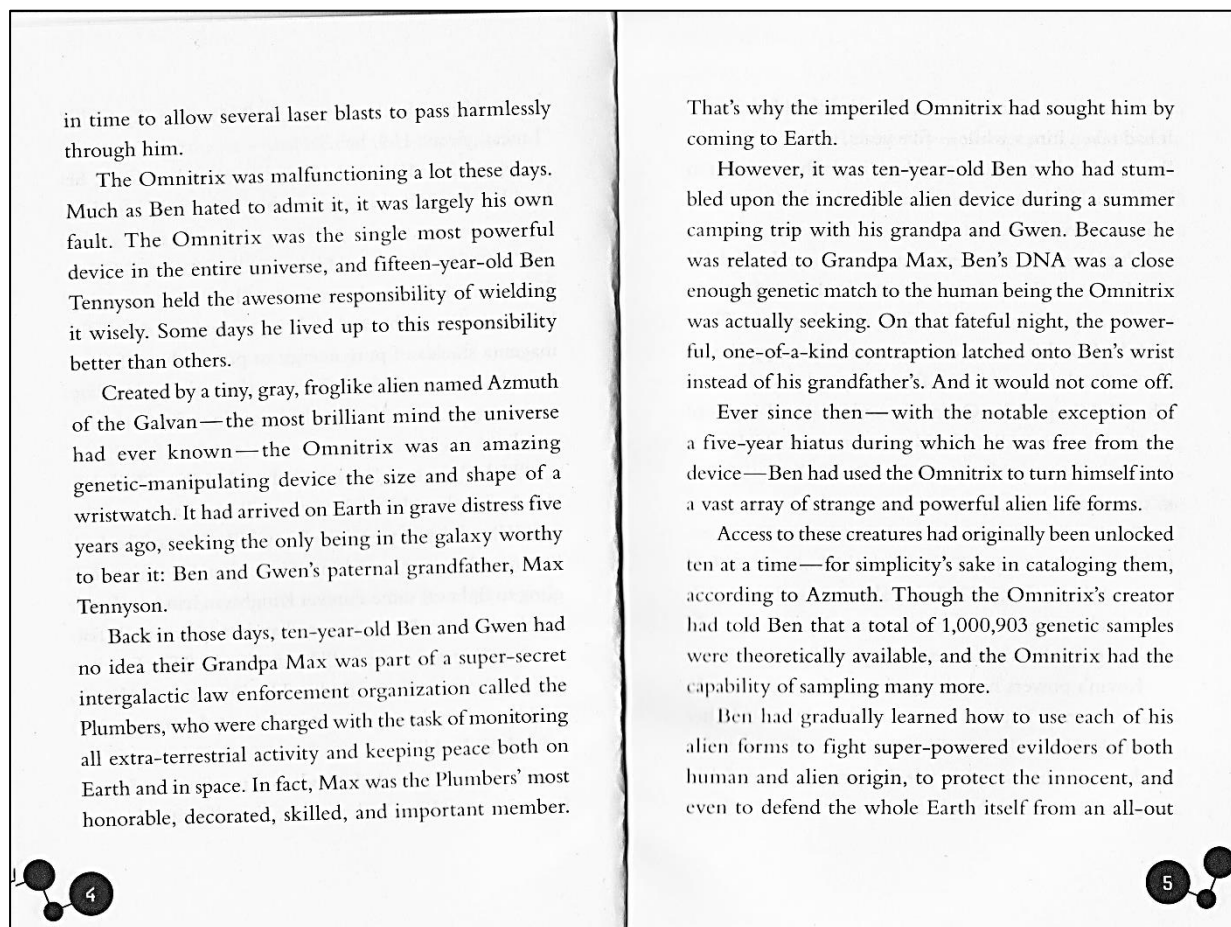 in time to allow several laser blasts to pass harmlessly
through him.
The Omnitrix was malfunctioning a lot these days.
Much as Ben hated to admit it, it was largely his own
fault. The Omnitrix was the single most powerful
device in the entire universe, and fifteen-year-old Ben
Tennyson held the awesome responsibility of wielding
it wisely. Some days he lived up to this responsibility
better than others.
Created by a tiny, gray, froglike alien named Azmuth
of the Galvan—the most brilliant mind the universe
had ever known—the Omnitrix was an amazing
genetic-manipulating device the size and shape of a
wristwatch. It had arrived on Earth in grave distress five
years ago, seeking the only being in the galaxy worthy
to bear it: Ben and Gwen's paternal grandfather, Max
Tennyson.
Back in those days, ten-year-old Ben and Gwen had
no idea their Grandpa Max was part of a super-secret
intergalactic law enforcement organization called the
Plumbers, who were charged with the task of monitoring
all extra-terrestrial activity and keeping peace both on
Earth and in space. In fact, Max was the Plumbers' most
honorable, decorated, skilled, and important member.
4
That's why the imperiled Omnitrix had sought him by
coming to Earth.
However, it was ten-year-old Ben who had stum-
bled upon the incredible alien device during a summer
camping trip with his grandpa and Gwen. Because he
was related to Grandpa Max, Ben's DNA was a close
enough genetic match to the human being the Omnitrix
was actually seeking. On that fateful night, the power-
ful, one-of-a-kind contraption latched onto Ben's wrist
instead of his grandfather's. And it would not come off.
Ever since then—with the notable exception of
a five-year hiatus during which he was free from the
device—Ben had used the Omnitrix to turn himself into
a vast array of strange and powerful alien life forms.
Access to these creatures had originally been unlocked
ten at a time—for simplicity's sake in cataloging them,
according to Azmuth. Though the Omnitrix's creator
had told Ben that a total of 1,000,903 genetic samples
were theoretically available, and the Omnitrix had the
capability of sampling many more.
Ben had gradually learned how to use each of his
alien forms to fight super-powered evildoers of both
human and alien origin, to protect the innocent, and
even to defend the whole Earth itself from an all-out
5